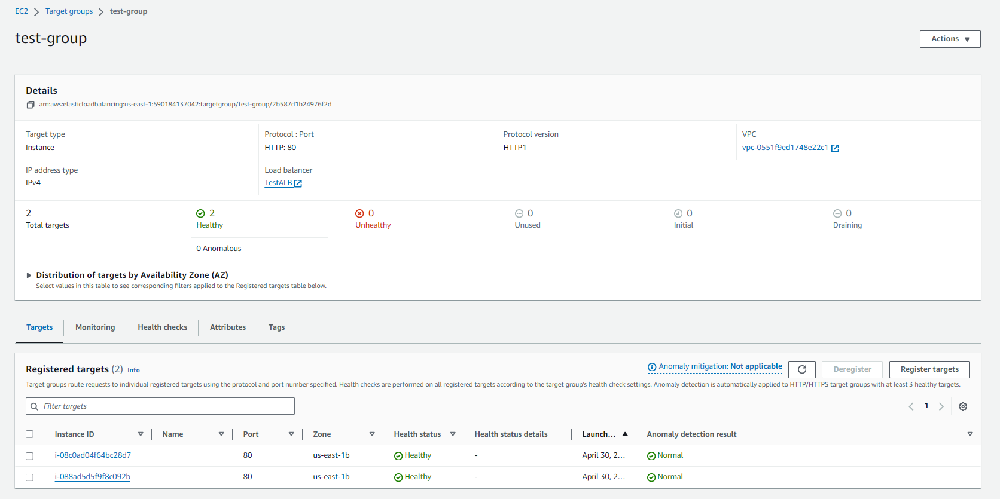 EC2 > Target groups > test-group
test-group
Actions
Details
arn:aws:elasticloadbalancing:us-east-1:590184137042:targetgroup/test-group/2b587d1b24976f2d
Target type
Instance
Protocol : Port
HTTP: 80
Protocol version
HTTP1
VPC
vpc-0551f9ed1748e22c1
IP address type
IPv4
Load balancer
TestALB
2
Total targets
2
Healthy
0 Anomalous
0
Unhealthy
0
Unused
0
Initial
0
Draining
Distribution of targets by Availability Zone (AZ)
Select values in this table to see corresponding filters applied to the Registered targets table below.
Targets Monitoring Health checks Attributes Tags
Registered targets (2) Info
Anomaly mitigation: Not applicable
Deregister
Register targets
Target groups route requests to individual registered targets using the protocol and port number specified. Health checks are performed on all registered targets according to the target group's health check settings. Anomaly detection is automatically applied to HTTP/HTTPS target groups with at least 3 healthy targets.
Filter targets
1
Instance ID Name Port Zone Health status Health status details Launch... Anomaly detection result
i-08c0ad04f64bc28d7 80 us-east-1b Healthy - April 30, 2... Normal
i-088ad5d5f9f8c092b 80 us-east-1b Healthy - April 30, 2... Normal